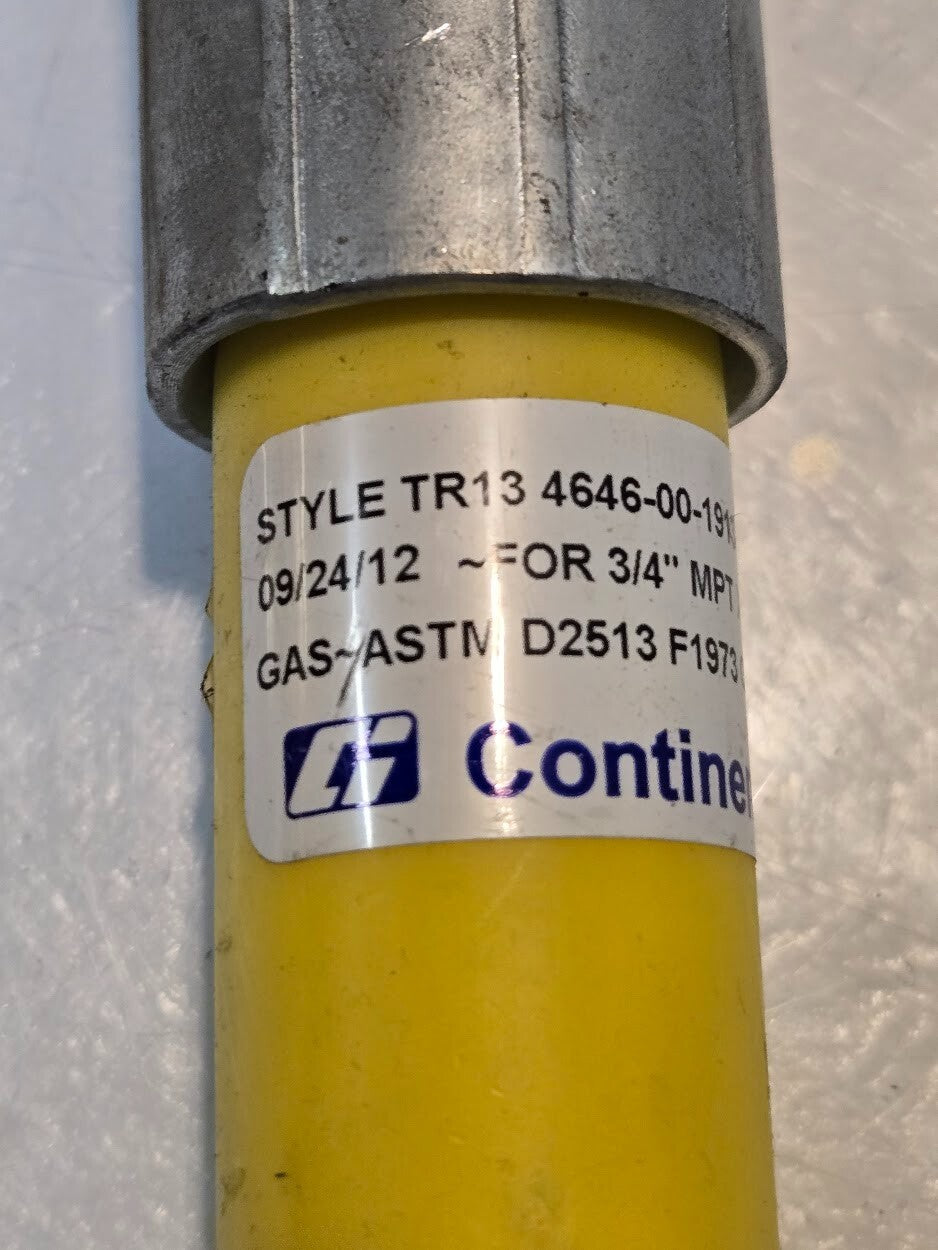 STYLE TR13 4646-00-191
09/24/12 ~FOR 3/4" MPT
GAS~ASTM D2513 F1973
Contine